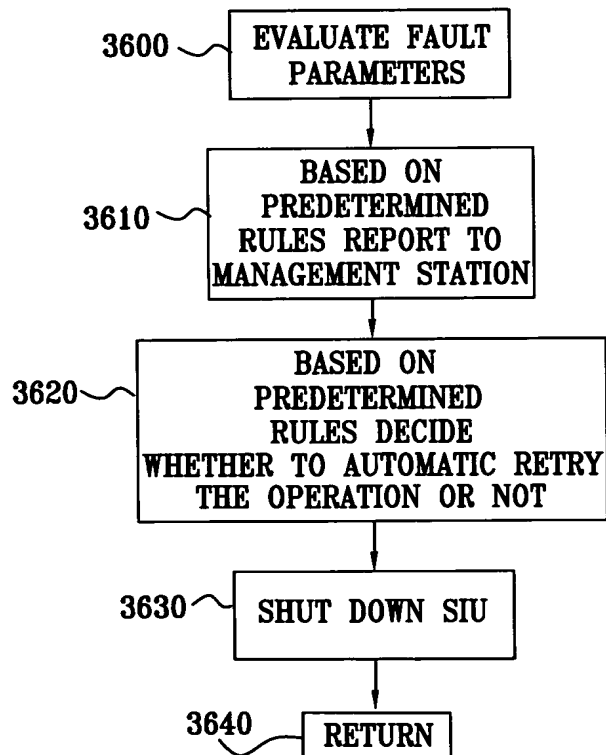 3600
EVALUATE FAULT
PARAMETERS
3610
BASED ON
PREDETERMINED
RULES REPORT TO
MANAGEMENT STATION
3620
BASED ON
PREDETERMINED
RULES DECIDE
WHETHER TO AUTOMATIC RETRY
THE OPERATION OR NOT
3630
SHUT DOWN SIU
3640
RETURN